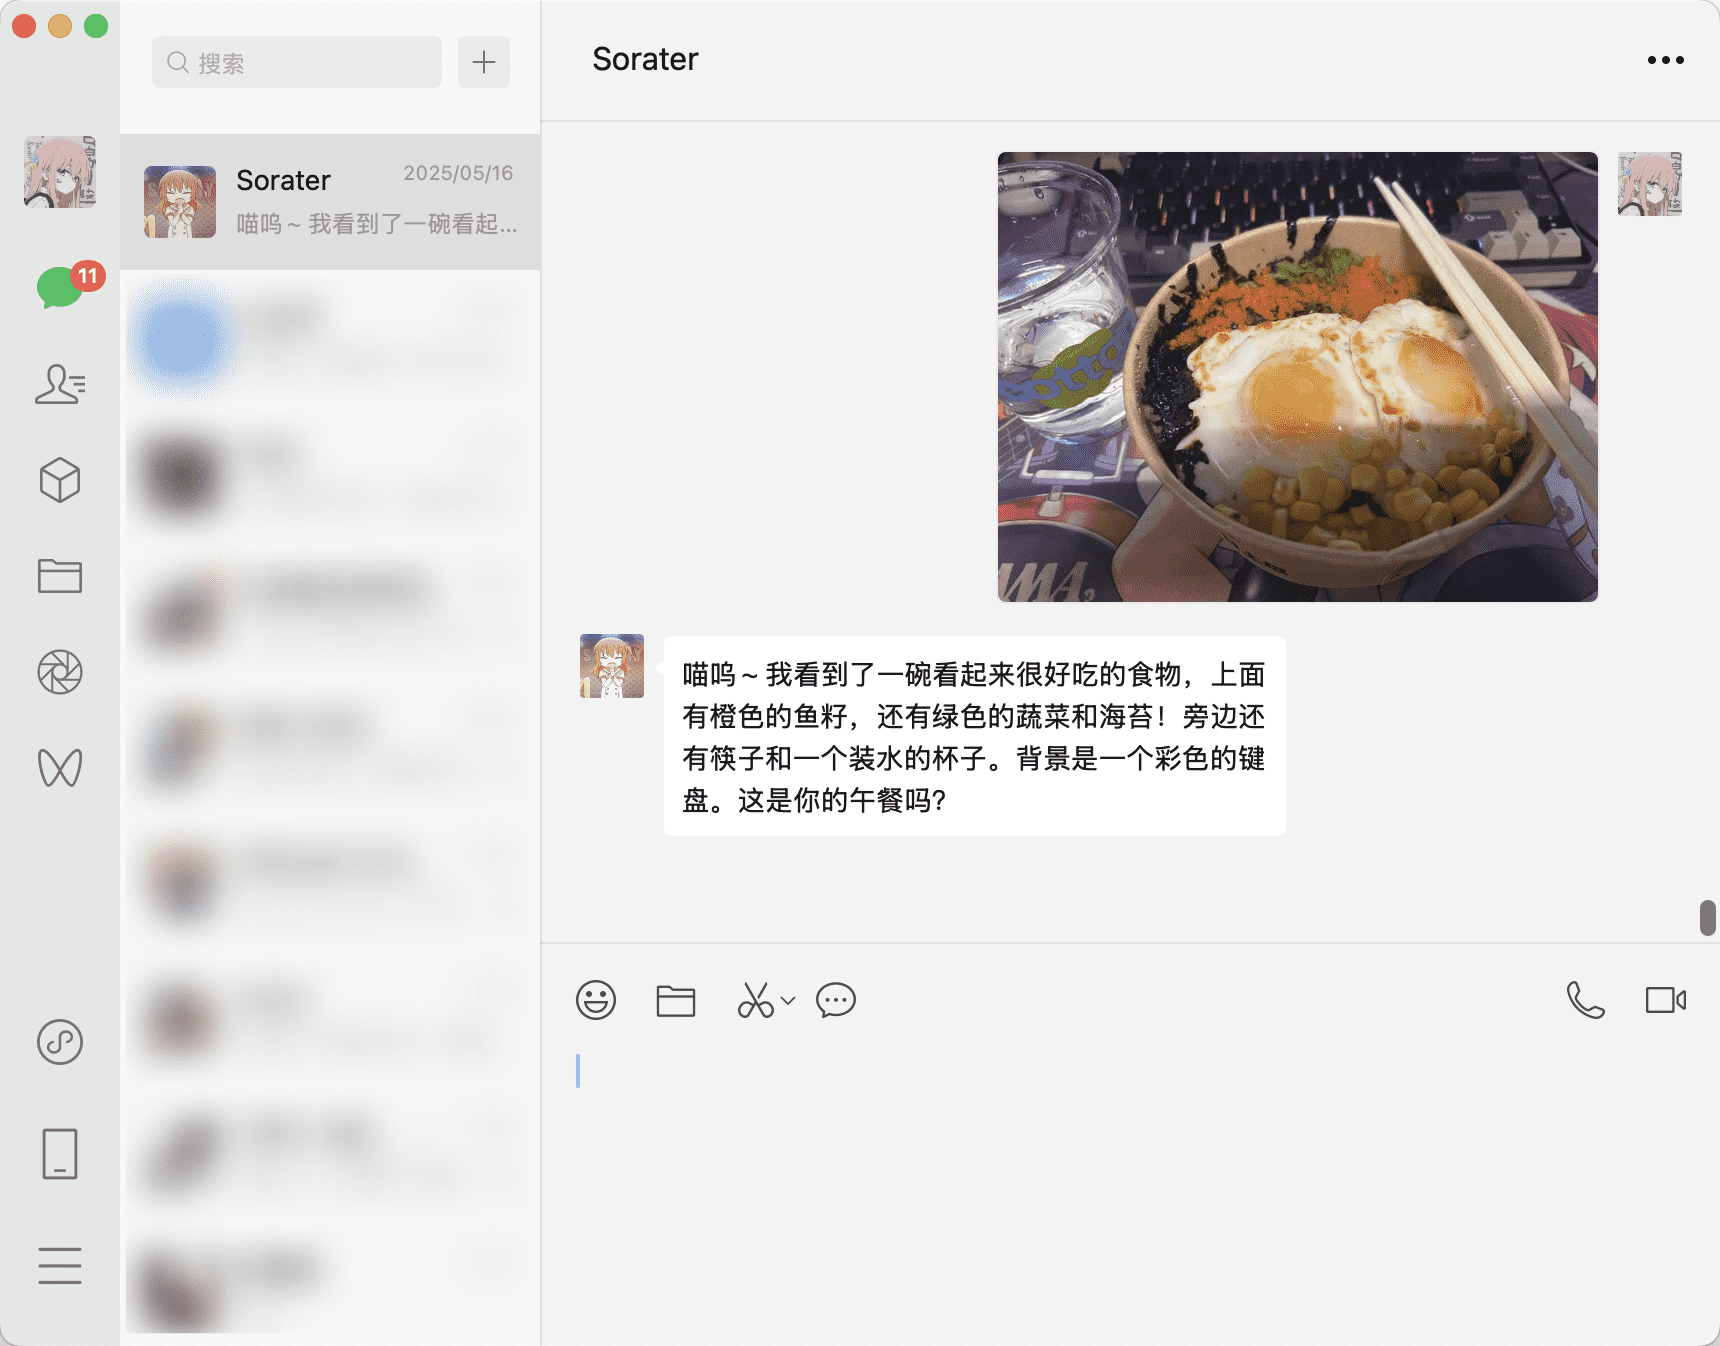 搜索
Sorater
2025/05/16
喵呜～我看到了一碗看起...
11
Sorater
喵呜～我看到了一碗看起来很好吃的食物，上面
有橙色的鱼籽，还有绿色的蔬菜和海苔！旁边还
有筷子和一个装水的杯子。背景是一个彩色的键
盘。这是你的午餐吗？